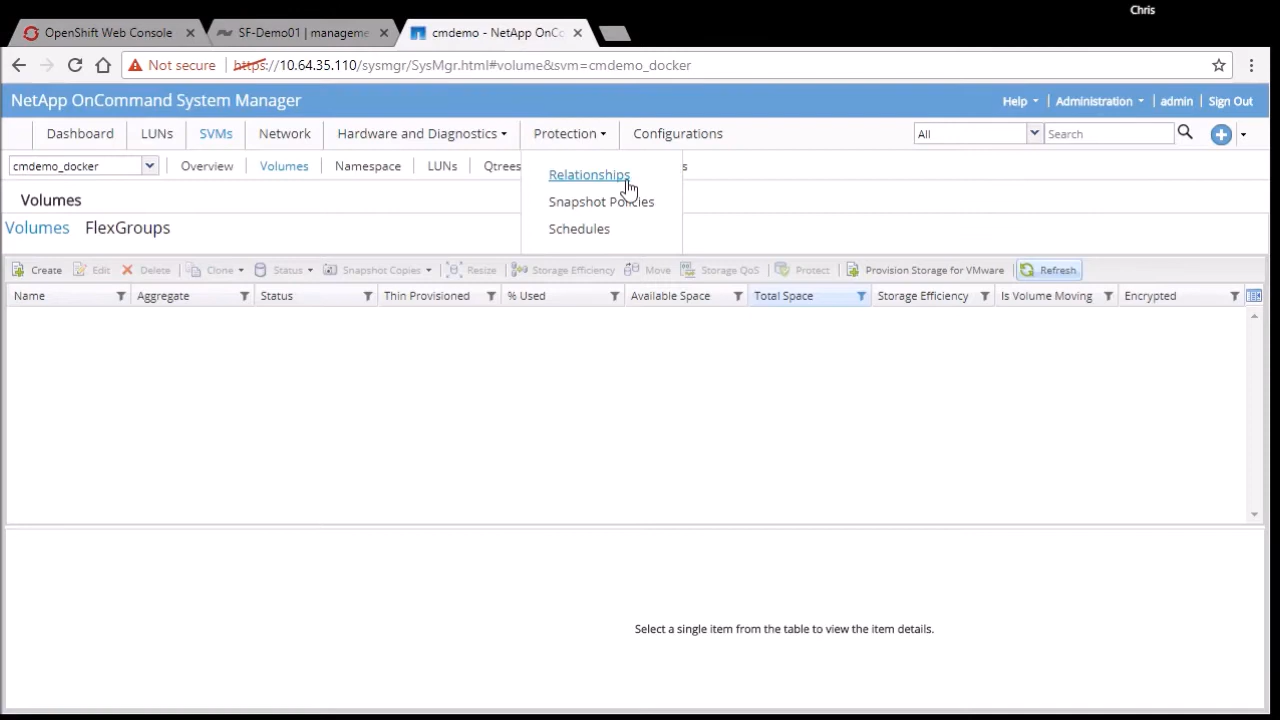 Chris
OpenShift Web Console
SF-Demo01 | manageme
cmdemo - NetApp OnCo
Not secure https://10.64.35.110/sysmgr/SysMgr.html#volume&svm=cmdemo_docker
NetApp OnCommand System Manager
Help Administration admin Sign Out
Dashboard LUNs SVMs Network Hardware and Diagnostics Protection Configurations All Search
cmdemo_docker Overview Volumes Namespace LUNs Qtrees s
Relationships
Snapshot Policies
Schedules
Volumes
Volumes FlexGroups
Create Edit Delete Clone Status Snapshot Copies Resize Storage Efficiency Move Storage QoS Protect Provision Storage for VMware Refresh
Name Aggregate Status Thin Provisioned % Used Available Space Total Space Storage Efficiency Is Volume Moving Encrypted
Select a single item from the table to view the item details.